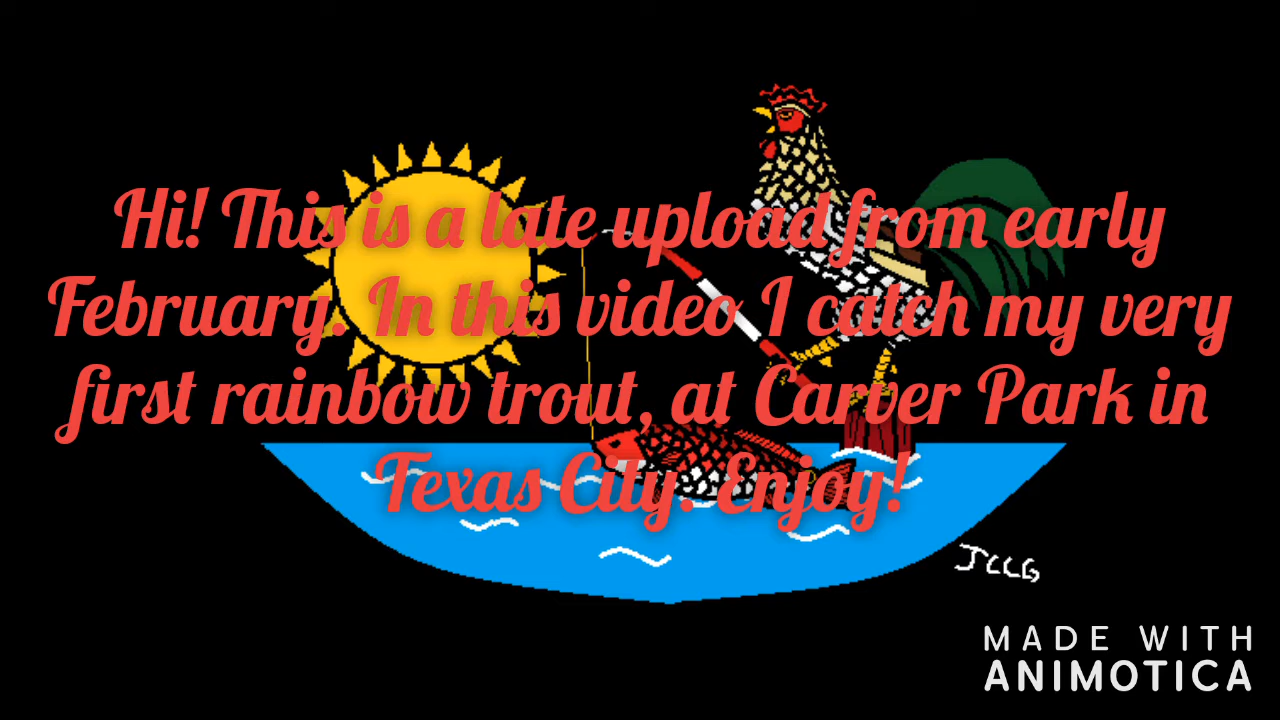 Hi! This is a late upload from early
February. In this video I catch my very
first rainbow trout, at Carver Park in
Texas City. Enjoy!
JCCG
MADE WITH
ANIMOTICA